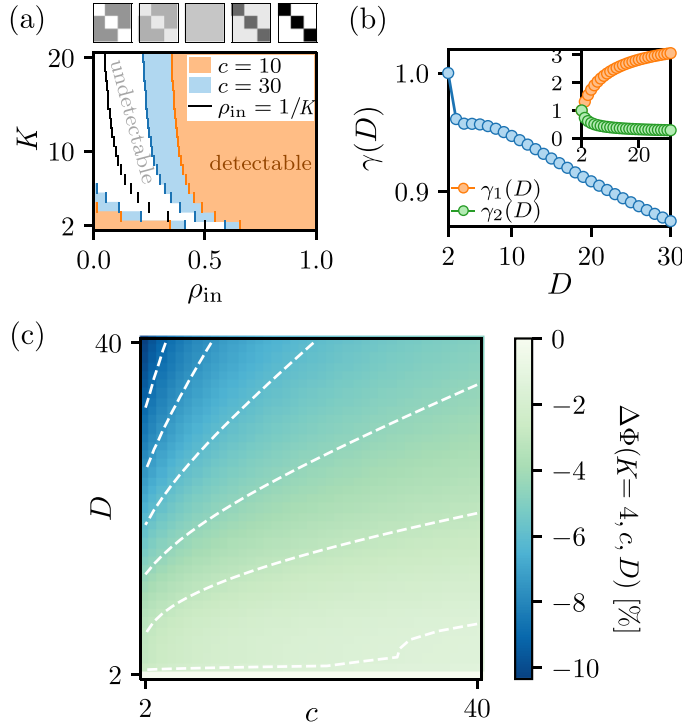 (a)
20
10
2
K
undetectable
c = 10
c = 30
ρin = 1/K
detectable
0.0
0.5
1.0
ρin
(b)
1.0
0.9
γ(D)
3
2
1
0
2
20
γ1(D)
γ2(D)
2
10
20
30
D
(c)
40
2
D
2
40
c
0
−2
−4
−6
−8
−10
ΔΦ(K = 4, c, D) [%]